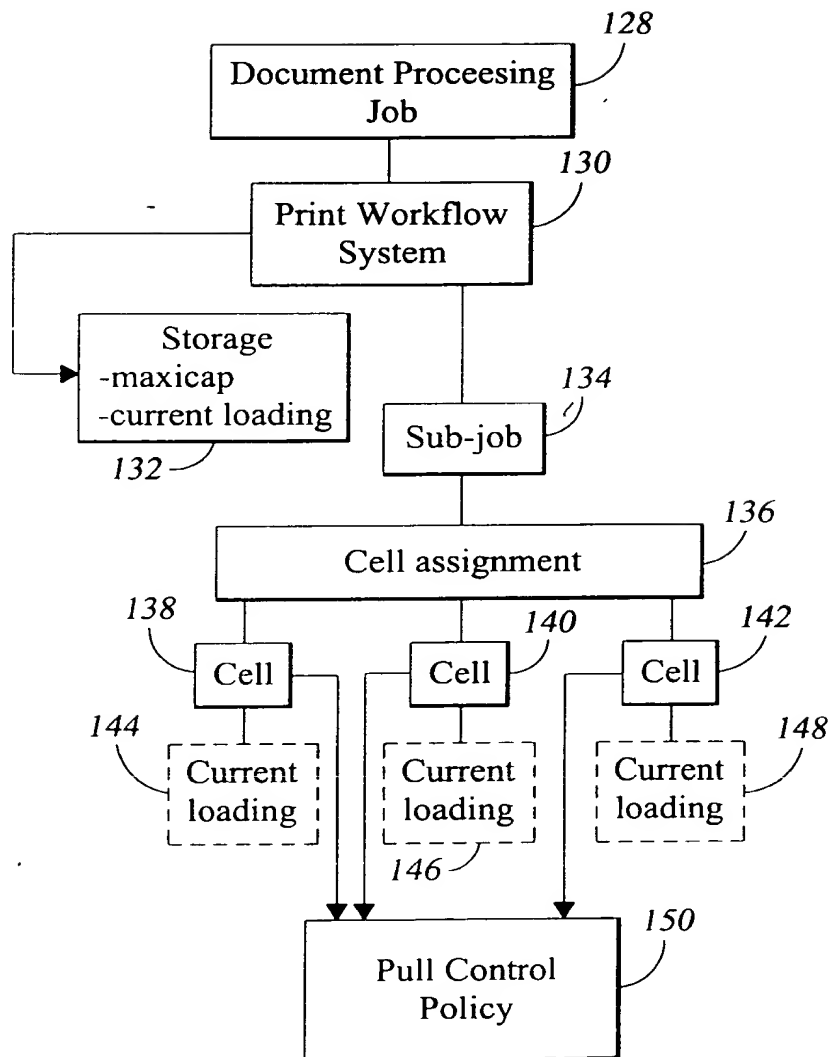 128
Document Proceesing
Job
130
Print Workflow
System
Storage
-maxicap
-current loading
132
134
Sub-job
136
Cell assignment
138
140
142
Cell
Cell
Cell
144
148
Current
loading
Current
loading
Current
loading
146
150
Pull Control
Policy